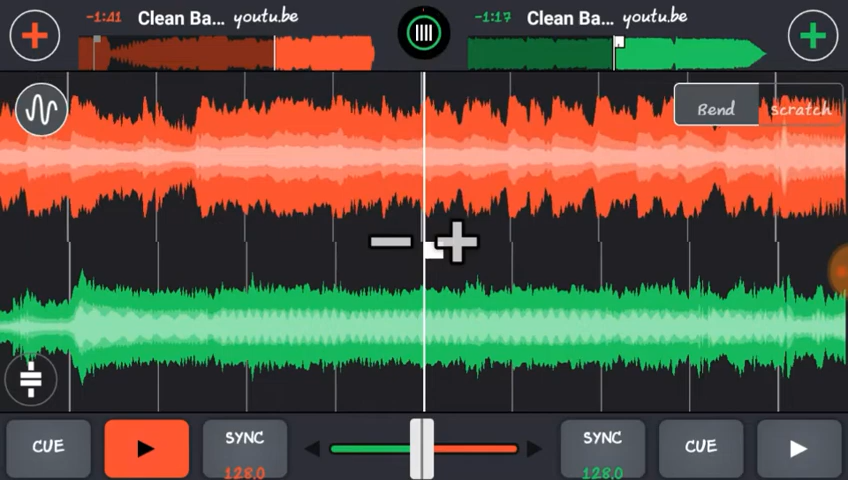 -1:41 Clean Ba... youtu.be
-1:17 Clean Ba... youtu.be
Bend scratch
CUE
SYNC
128.0
SYNC
128.0
CUE